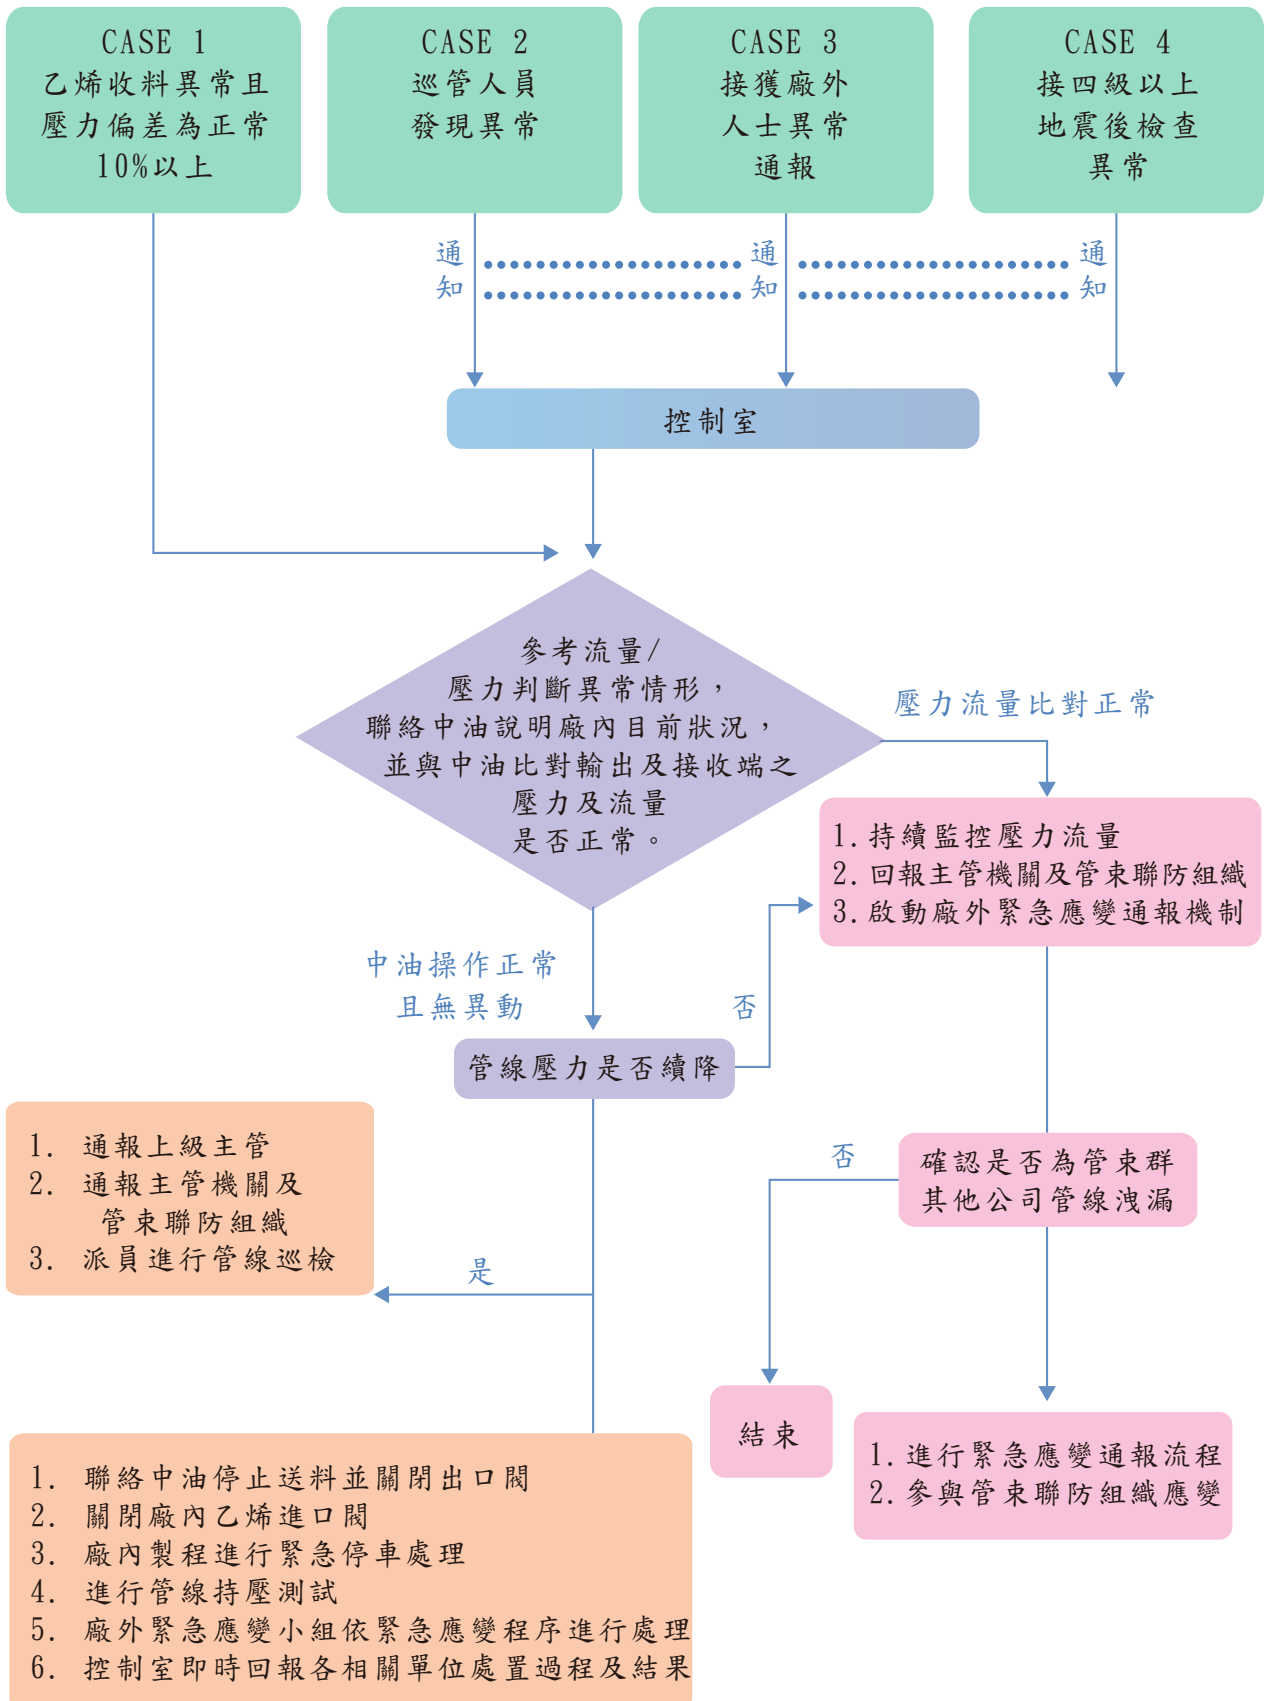 CASE 1
乙烯收料異常且
壓力偏差為正常
10%以上
CASE 2
巡管人員
發現異常
CASE 3
接獲廠外
人士異常
通報
CASE 4
接四級以上
地震後檢查
異常
通知
通知
通知
控制室
參考流量/
壓力判斷異常情形，
聯絡中油說明廠內目前狀況，
並與中油比對輸出及接收端之
壓力及流量
是否正常。
壓力流量比對正常
1.持續監控壓力流量
2.回報主管機關及管束聯防組織
3.啟動廠外緊急應變通報機制
中油操作正常
且無異動
否
管線壓力是否續降
1. 通報上級主管
2. 通報主管機關及
管束聯防組織
3. 派員進行管線巡檢
是
否
確認是否為管束群
其他公司管線洩漏
結束
1.進行緊急應變通報流程
2.參與管束聯防組織應變
1. 聯絡中油停止送料並關閉出口閥
2. 關閉廠內乙烯進口閥
3. 廠內製程進行緊急停車處理
4. 進行管線持壓測試
5. 廠外緊急應變小組依緊急應變程序進行處理
6. 控制室即時回報各相關單位處置過程及結果